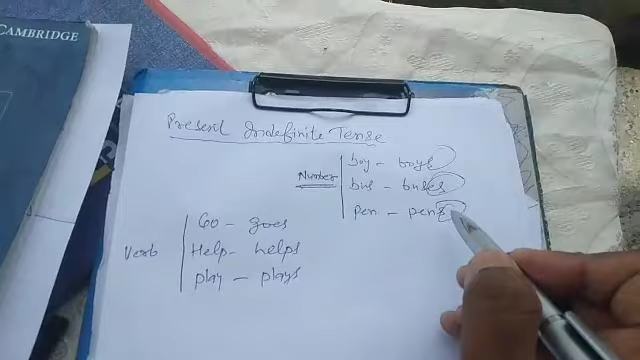 CAMBRIDGE
Present Indefinite Tense
Number
boy - boys
bus - buses
pen - pens
Verb
Go - goes
Help - helps
play - plays